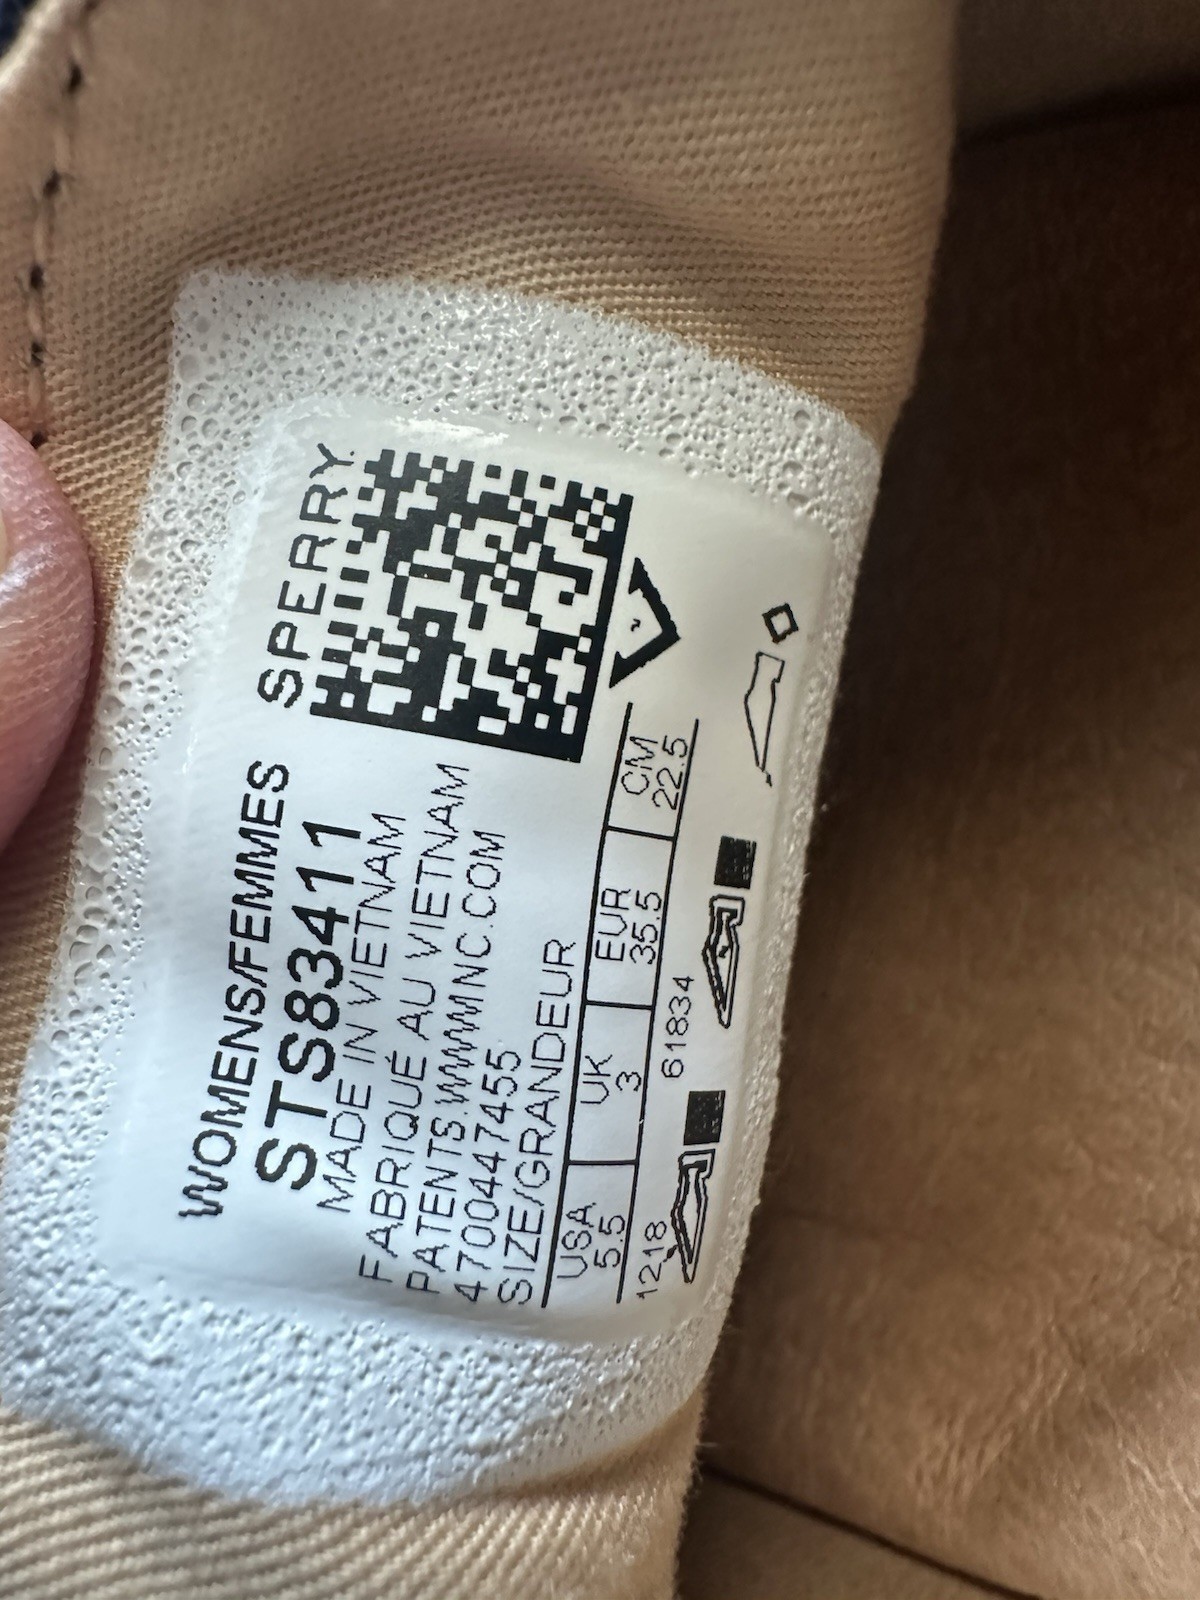 WOMENS/FEMMES SPERRY.
STS83411
MADE IN VIETNAM
FABRIQUÉ AU VIETNAM
PATENTS.WWWINC.COM
4700447455
SIZE/GRANDEUR
USA UK EUR CM
5.5 3 35.5 22.5
1218 61834